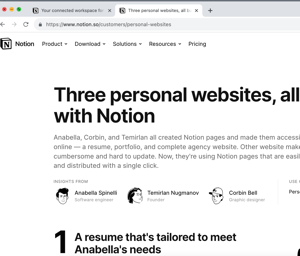 Your connected workspace f
Three personal websites, all b
https://www.notion.so/customers/personal-websites
Notion
Product
Download
Solutions
Resources
Pricing
Three personal websites, all
with Notion
Anabella, Corbin, and Temirlan all created Notion pages and made them accessi
online — a resume, portfolio, and complete agency website. Other website make
cumbersome and hard to update. Now, they're using Notion pages that are easil
and distributed with a single click.
INSIGHTS FROM
USE
Anabella Spinelli
Software engineer
Temirlan Nugmanov
Founder
Corbin Bell
Graphic designer
Pers
1 A resume that's tailored to meet
Anabella's needs